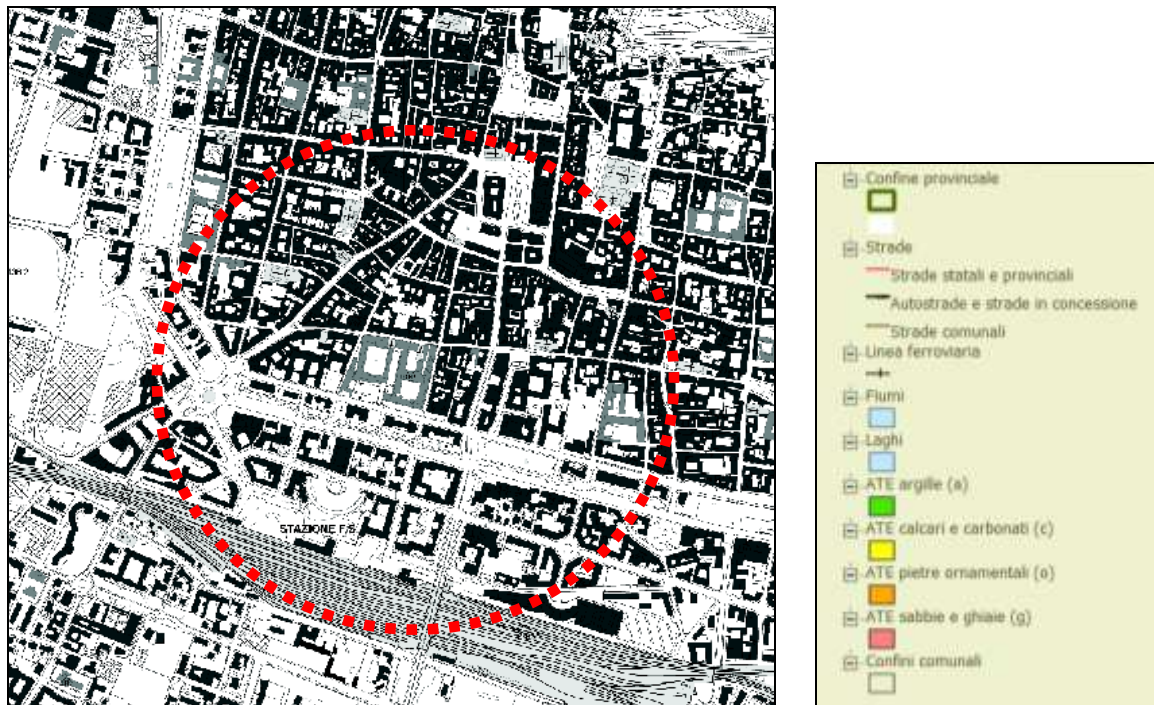 STAZIONE F.S.
Confine provinciale
Strade
Strade statali e provinciali
Autostrade e strade in concessione
Strade comunali
Linea ferroviaria
Fiumi
Laghi
ATE argille (a)
ATE calcari e carbonati (c)
ATE pietre ornamentali (o)
ATE sabbie e ghiaie (g)
Confini comunali